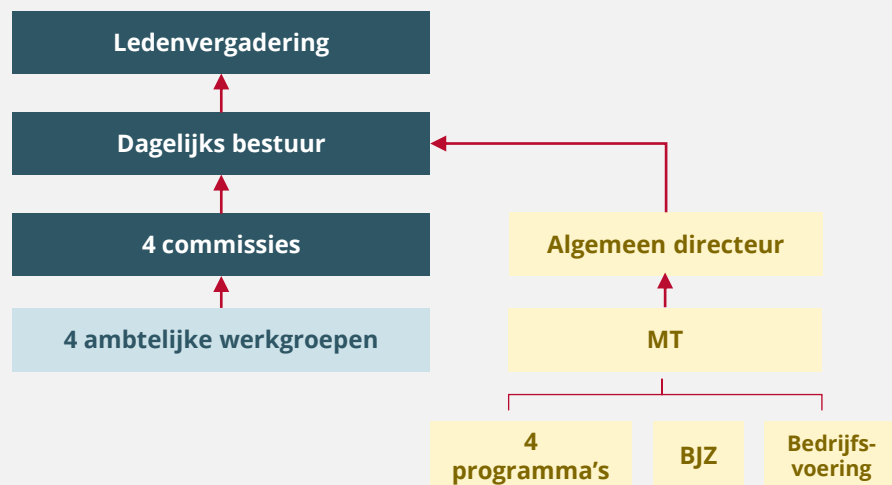 Ledenvergadering
Dagelijks bestuur
4 commissies
Algemeen directeur
4 ambtelijke werkgroepen
MT
4
programma’s
BJZ
Bedrijfs-
voering